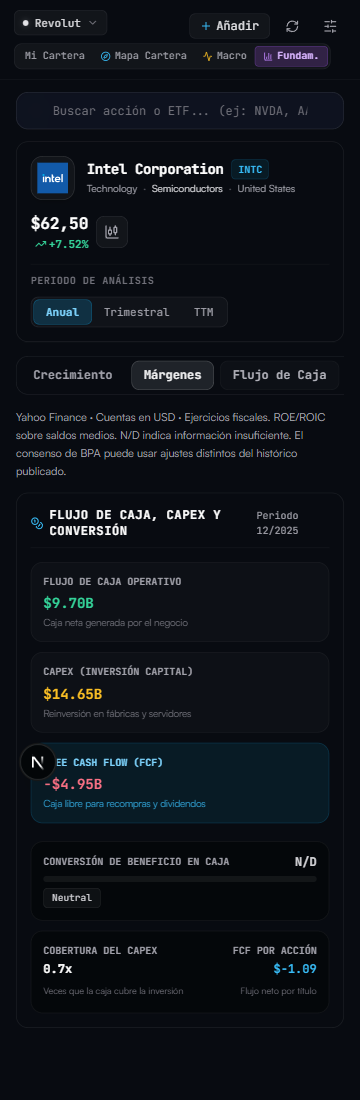 Revolut
Añadir
Mi Cartera
Mapa Cartera
Macro
Fundam.
Buscar acción o ETF... (ej: NVDA, A
intel
Intel Corporation
INTC
Technology · Semiconductors · United States
$62,50
+7.52%
PERIODO DE ANÁLISIS
Anual
Trimestral
TTM
Crecimiento
Márgenes
Flujo de Caja
Yahoo Finance · Cuentas en USD · Ejercicios fiscales. ROE/ROIC
sobre saldos medios. N/D indica información insuficiente. El
consenso de BPA puede usar ajustes distintos del histórico
publicado.
FLUJO DE CAJA, CAPEX Y
CONVERSIÓN
Periodo
12/2025
FLUJO DE CAJA OPERATIVO
$9.70B
Caja neta generada por el negocio
CAPEX (INVERSIÓN CAPITAL)
$14.65B
Reinversión en fábricas y servidores
N
EE CASH FLOW (FCF)
-$4.95B
Caja libre para recompras y dividendos
CONVERSIÓN DE BENEFICIO EN CAJA
N/D
Neutral
COBERTURA DEL CAPEX
FCF POR ACCIÓN
0.7x
$-1.09
Veces que la caja cubre la inversión
Flujo neto por título